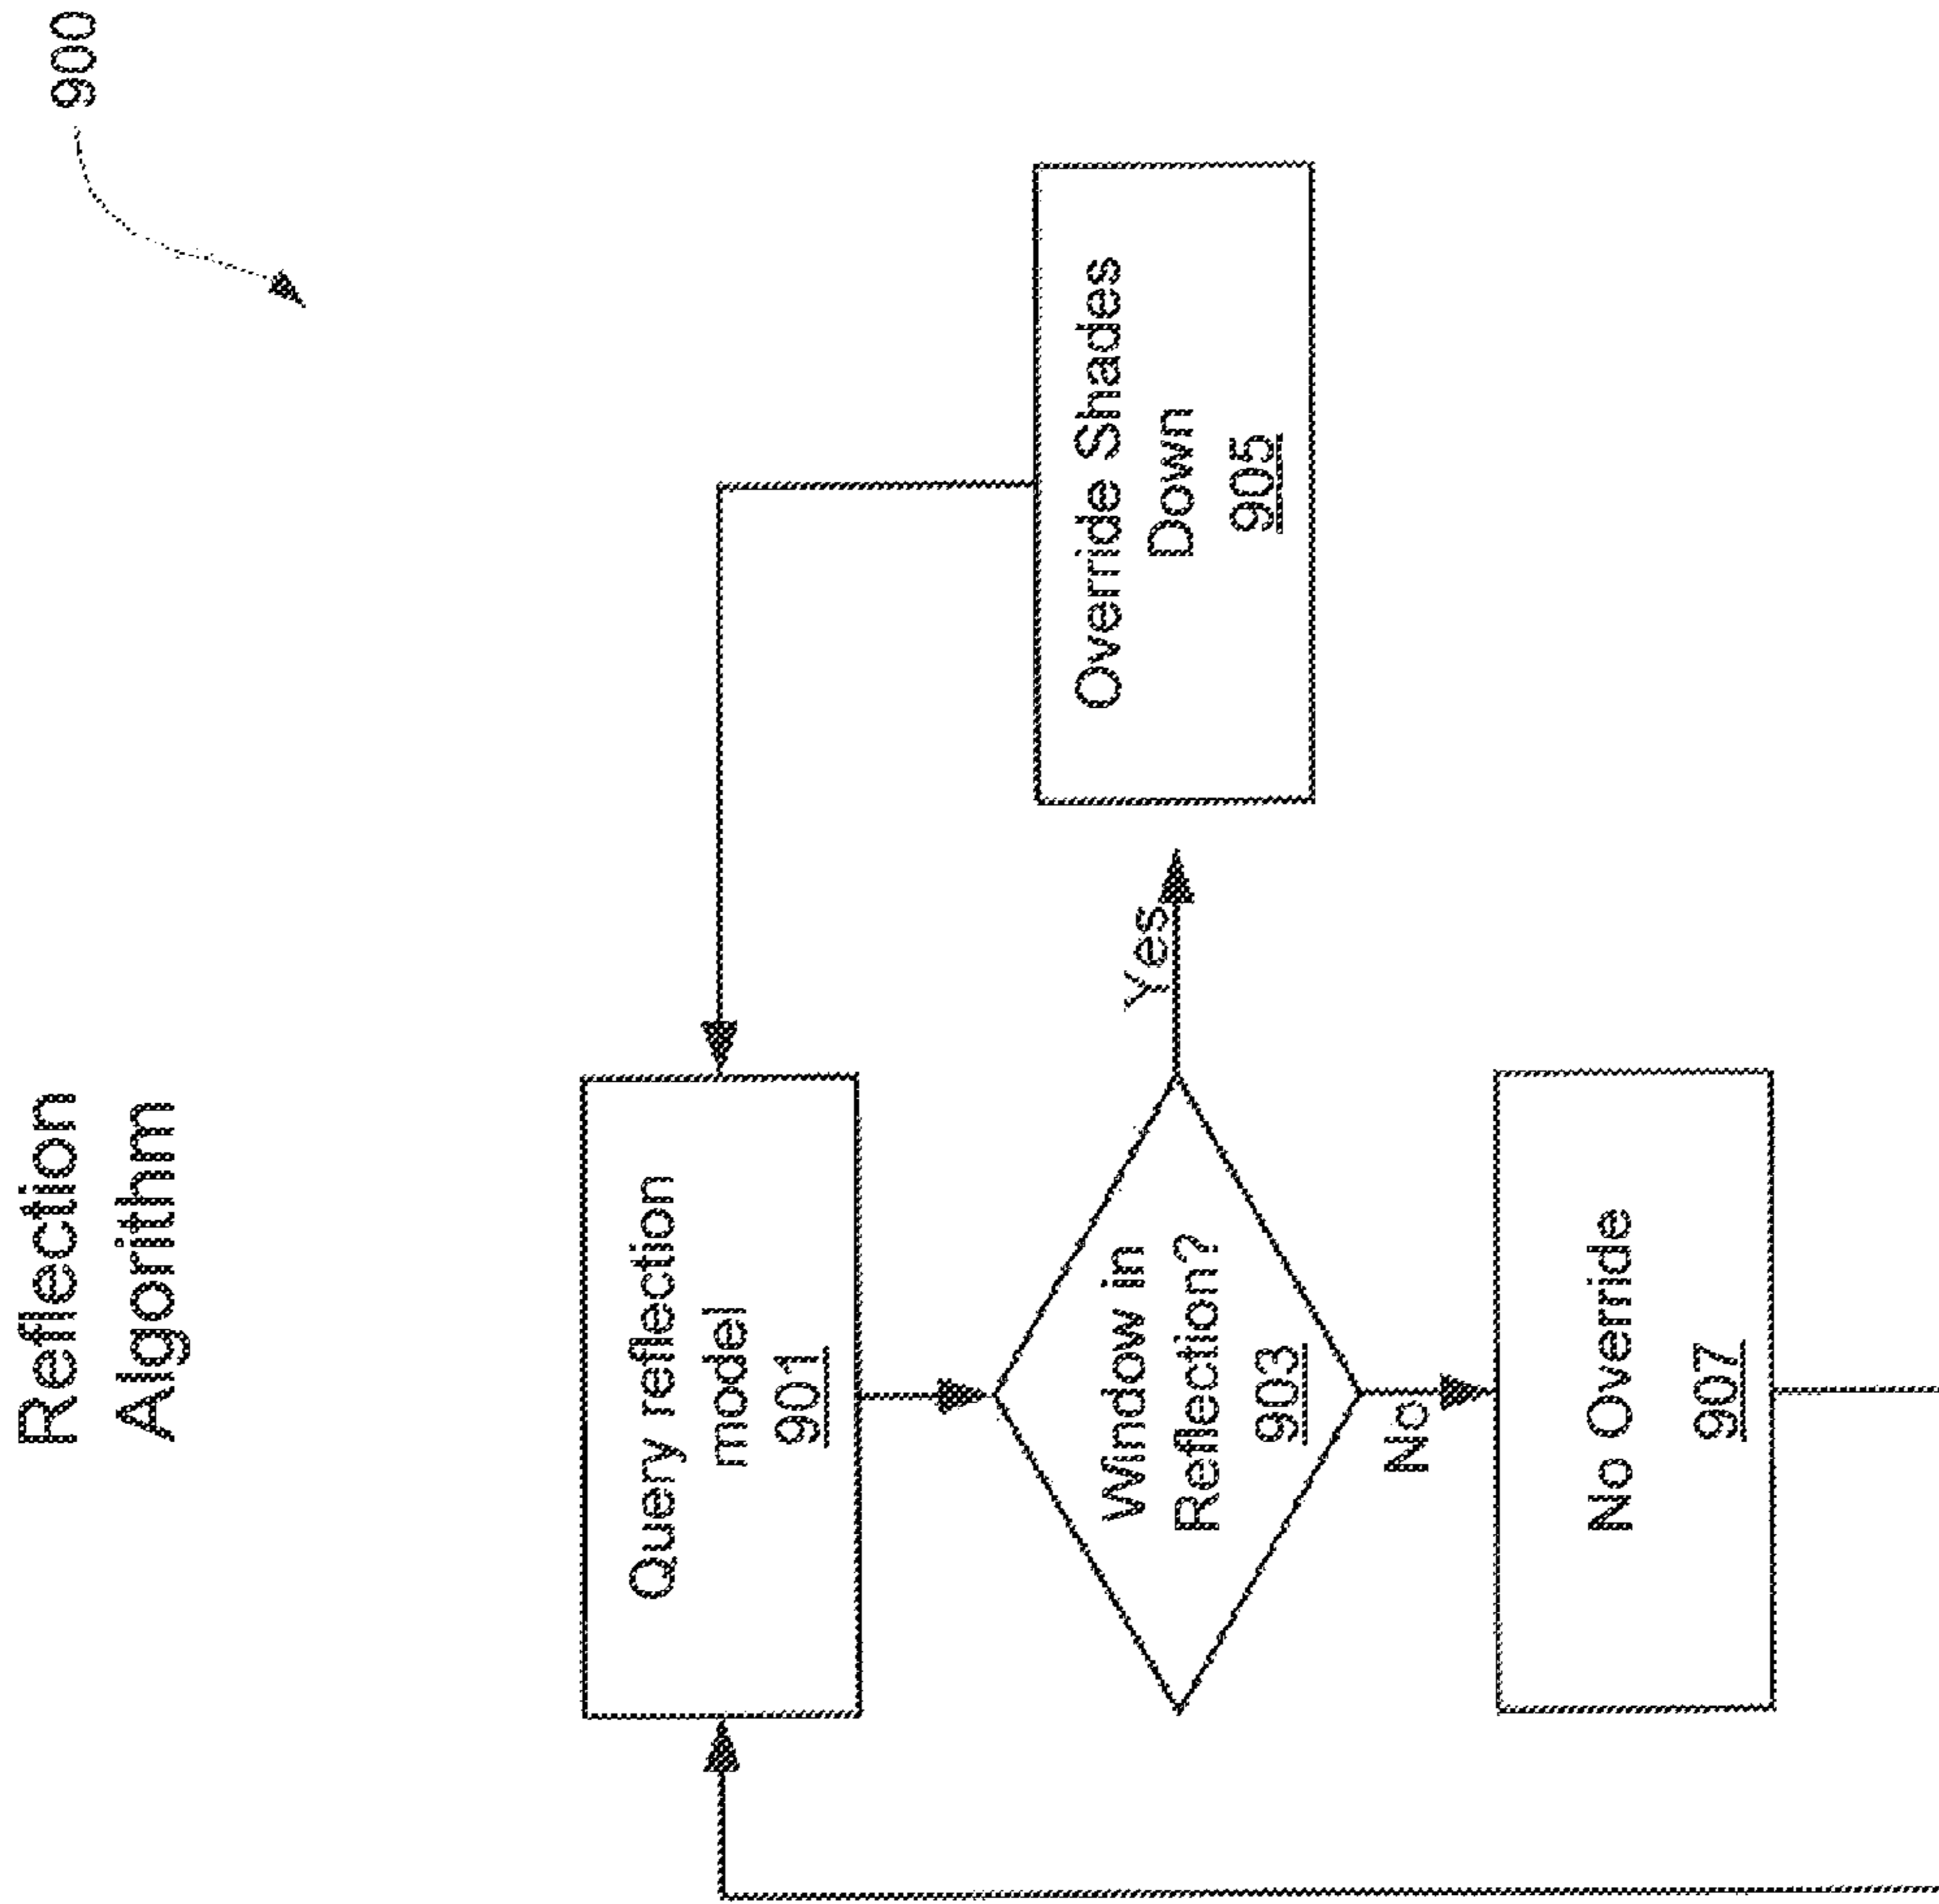 Reflection
Algorithm
900
Query reflection
model
901
Window in
Reflection?
903
Yes
Override Shades
Down
905
No
No Override
907